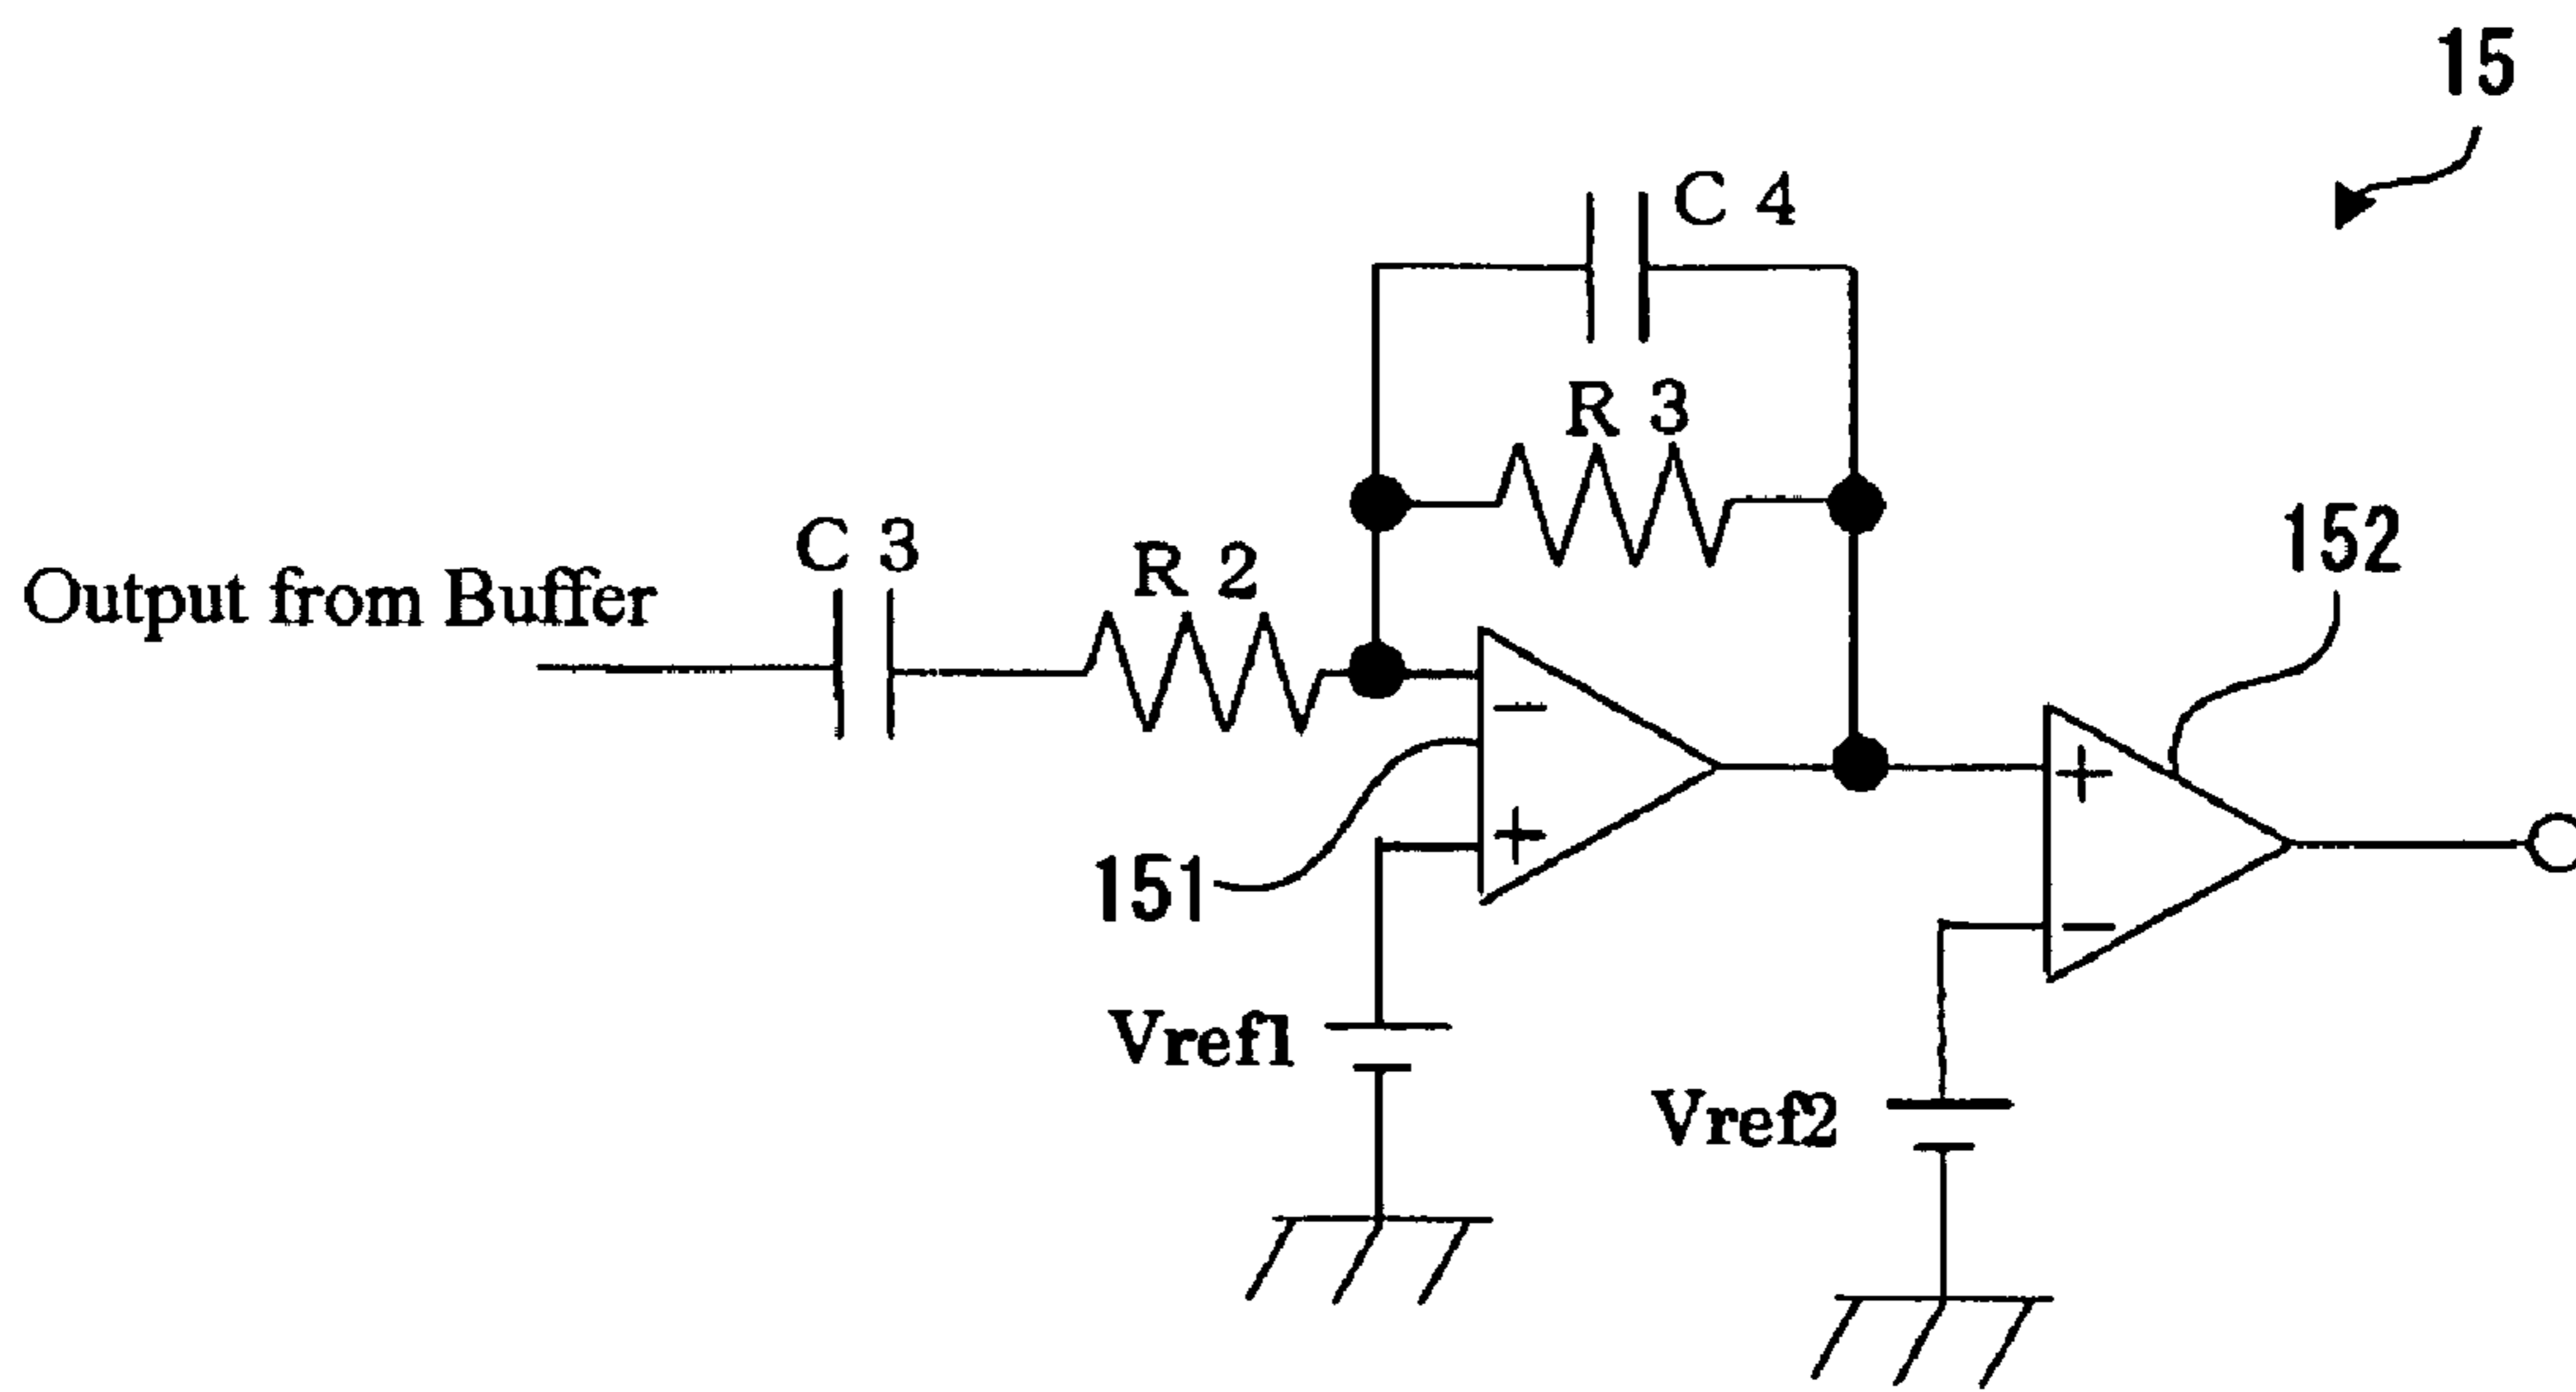 15
C 4
R 3
C 3
R 2
152
Output from Buffer
−
+
+
−
151
Vref1
Vref2